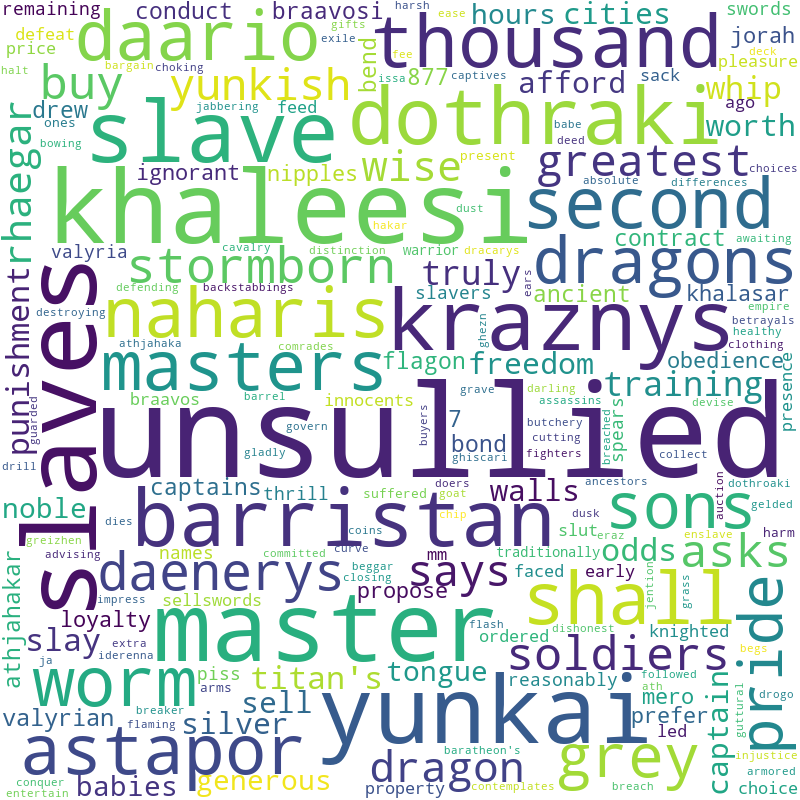 remaining
defeat
price
conduct
bargain
choking
daario
braavosi
gifts
exile
fee
harsh
ease
halt
bend
issa
877
thousand
hours
captives
cities
deck
swords
jorah
pleasure
drew
ones
bowing
buy
yunkish
jabbering
feed
dothraki
afford
sack
ago
whip
babe
deed
worth
slave
rhaegar
ignorant
nipples
wise
present
greatest
choices
absolute
differences
khaleesi
hakar
dust
second
valyria
cavalry
distinction
warrior
dracarys
contract
awaiting
stormborn
truly
dragons
defending
backstabbings
slavers
ears
ancient
khalasar
empire
destroying
naharis
kraznys
betrayals
healthy
clothing
athjahaka
comrades
ghezn
punishment
masters
flagon
freedom
obedience
presence
slaves
guarded
braavos
barrel
innocents
grave
darling
assassins
training
govern
buyers
7
butchery
breached
spears
devise
unsullied
gladly
bond
ghiscari
cutting
fighters
collect
drill
captains
thrill
suffered
doers
goat
walls
ancestors
auction
dothroaki
gelded
noble
barristan
chip
dusk
slut
eraz
sons
enslave
harm
greizhen
dies
names
coins
committed
mm
traditionally
odds
asks
advising
daenerys
curve
beggar
closing
says
faced
early
jention
grass
athjahakar
impress
sellswords
propose
loyalty
master
flash
shall
dishonest
pride
slay
extra
ordered
knighted
begs
ja
iderenna
piss
titan's
tongue
reasonably
soldiers
followed
worm
arms
sell
mero
ath
captain
guttural
drogo
valyrian
breaker
silver
yunkai
prefer
flaming
baratheon's
led
injustice
astapor
dragon
grey
breach
armored
conquer
entertain
babies
generous
property
contemplates
choice